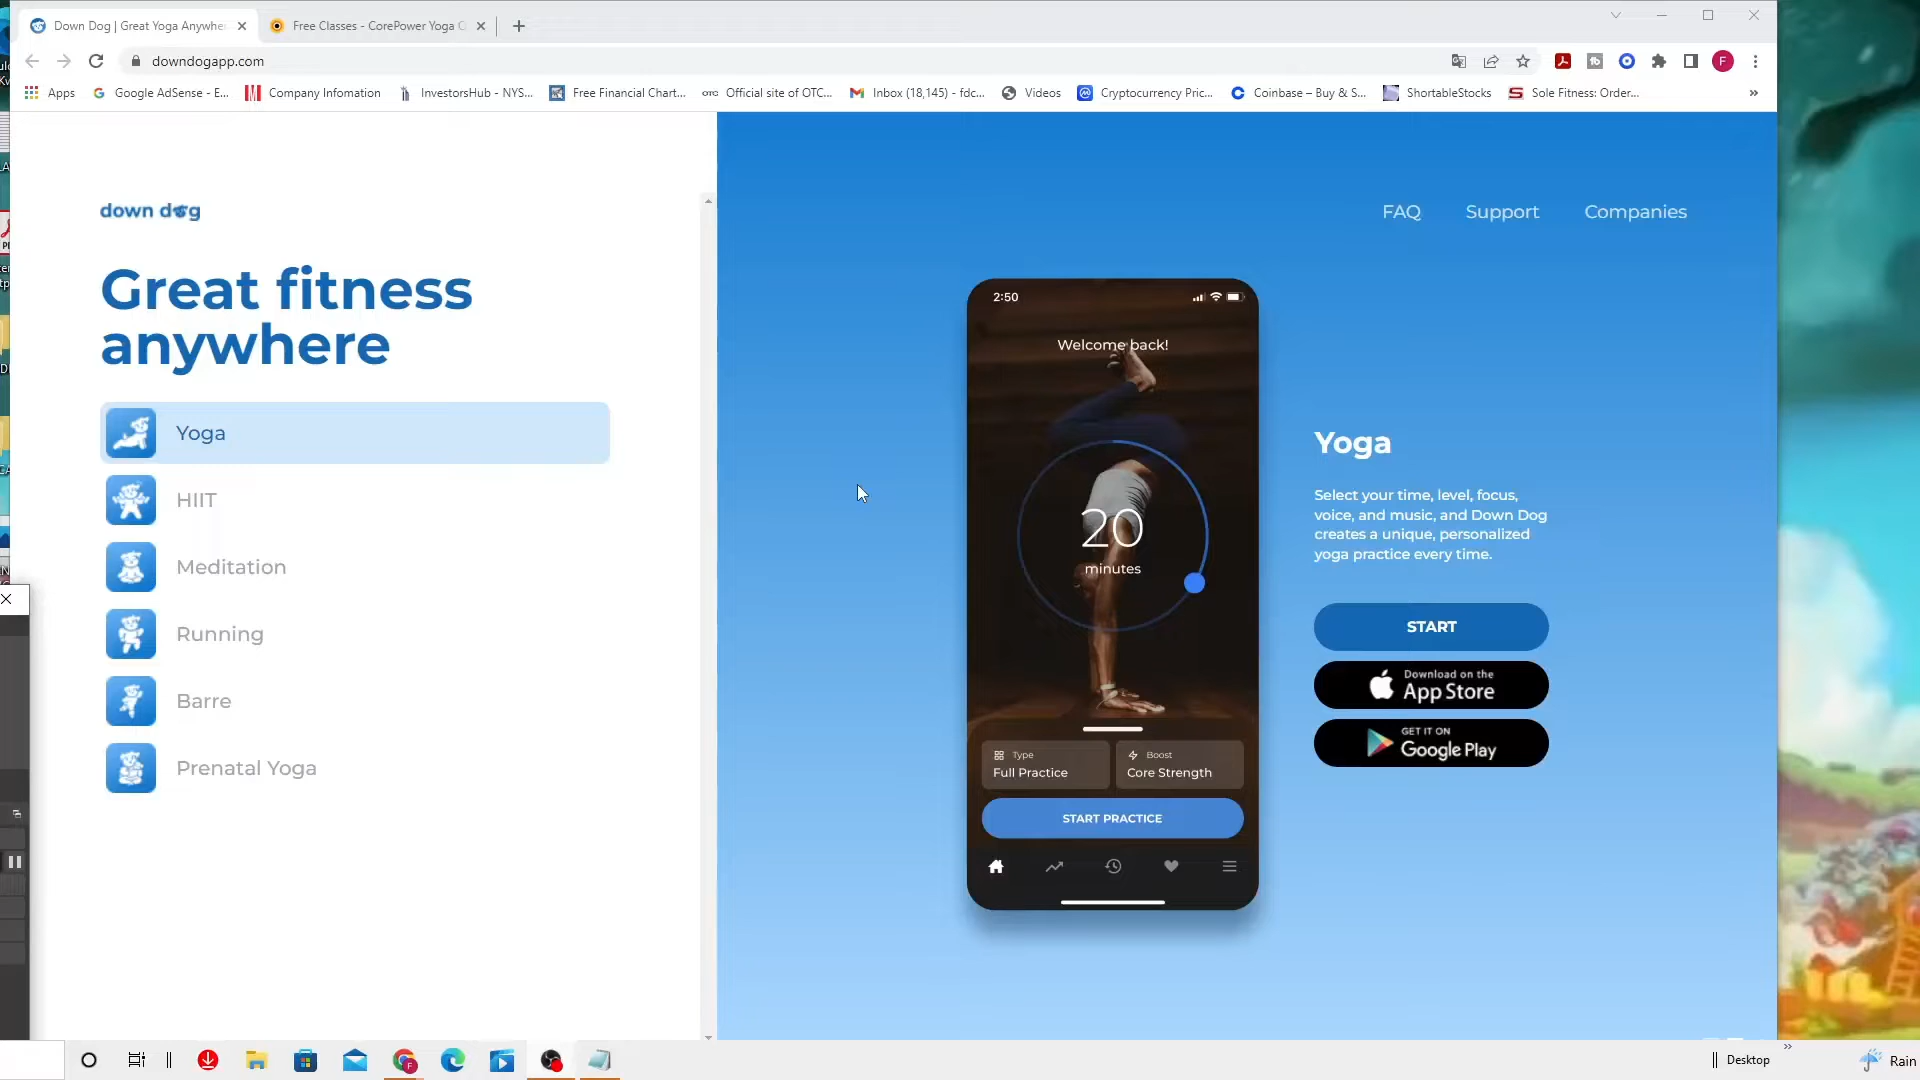 Down Dog | Great Yoga Anywhe
Free Classes - CorePower Yoga O
downdogapp.com
Apps
Google AdSense - E...
Company Infomation
InvestorsHub - NYS...
Free Financial Chart...
Official site of OTC...
Inbox (18,145) - fdc...
Videos
Cryptocurrency Pric...
Coinbase – Buy & S...
ShortableStocks
Sole Fitness: Order...
down dog
FAQ
Support
Companies
Great fitness
anywhere
Yoga
HIIT
Meditation
Running
Barre
Prenatal Yoga
2:50
Welcome back!
20
minutes
Type
Full Practice
Boost
Core Strength
START PRACTICE
Yoga
Select your time, level, focus,
voice, and music, and Down Dog
creates a unique, personalized
yoga practice every time.
START
Download on the
App Store
GET IT ON
Google Play
Desktop
Rain